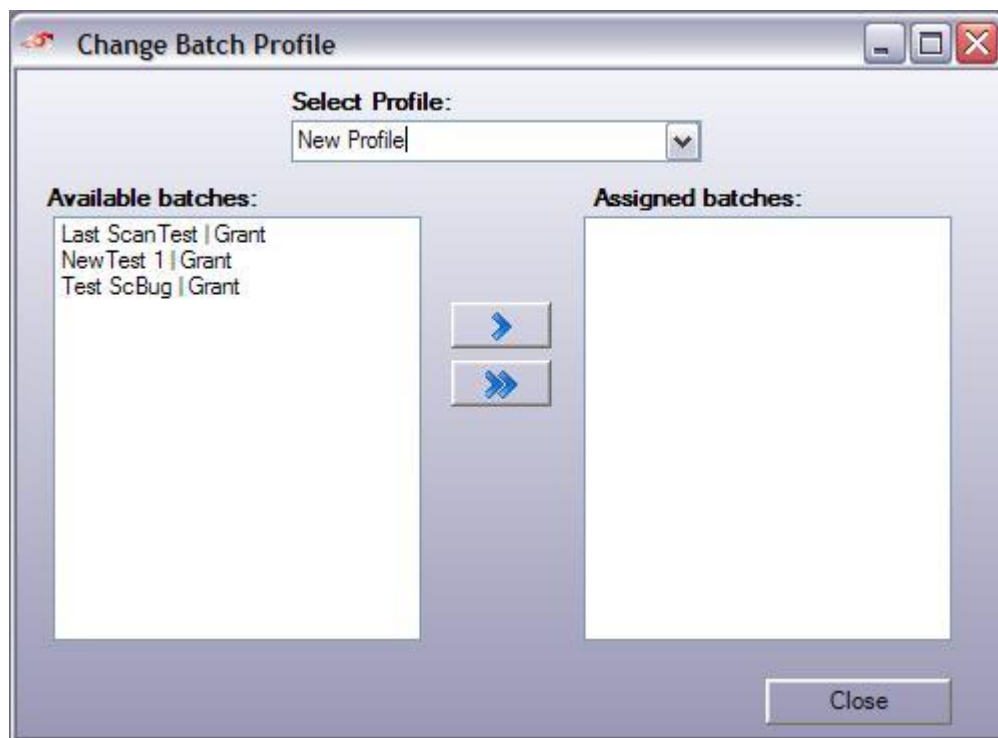 Change Batch Profile
Select Profile:
New Profile
Available batches:
Last ScanTest | Grant
NewTest 1 | Grant
Test ScBug | Grant
Assigned batches:
Close